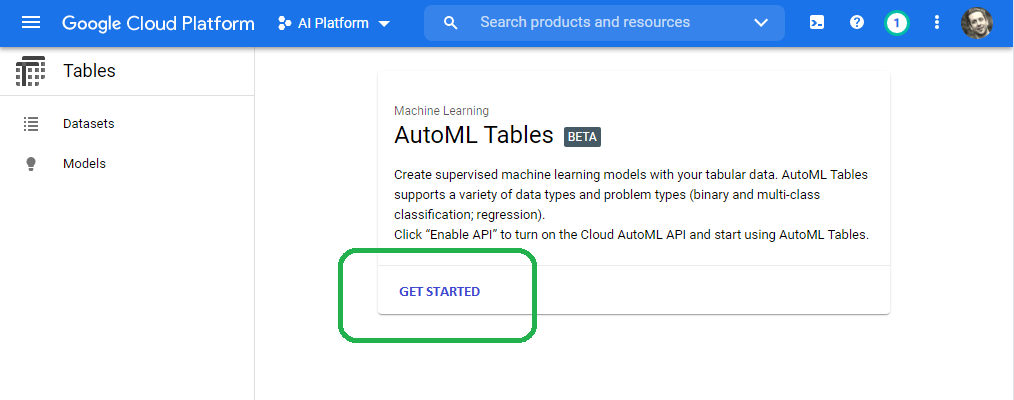 Google Cloud Platform
AI Platform
Search products and resources
1
Tables
Datasets
Models
Machine Learning
AutoML Tables BETA
Create supervised machine learning models with your tabular data. AutoML Tables
supports a variety of data types and problem types (binary and multi-class
classification; regression).
Click “Enable API” to turn on the Cloud AutoML API and start using AutoML Tables.
GET STARTED